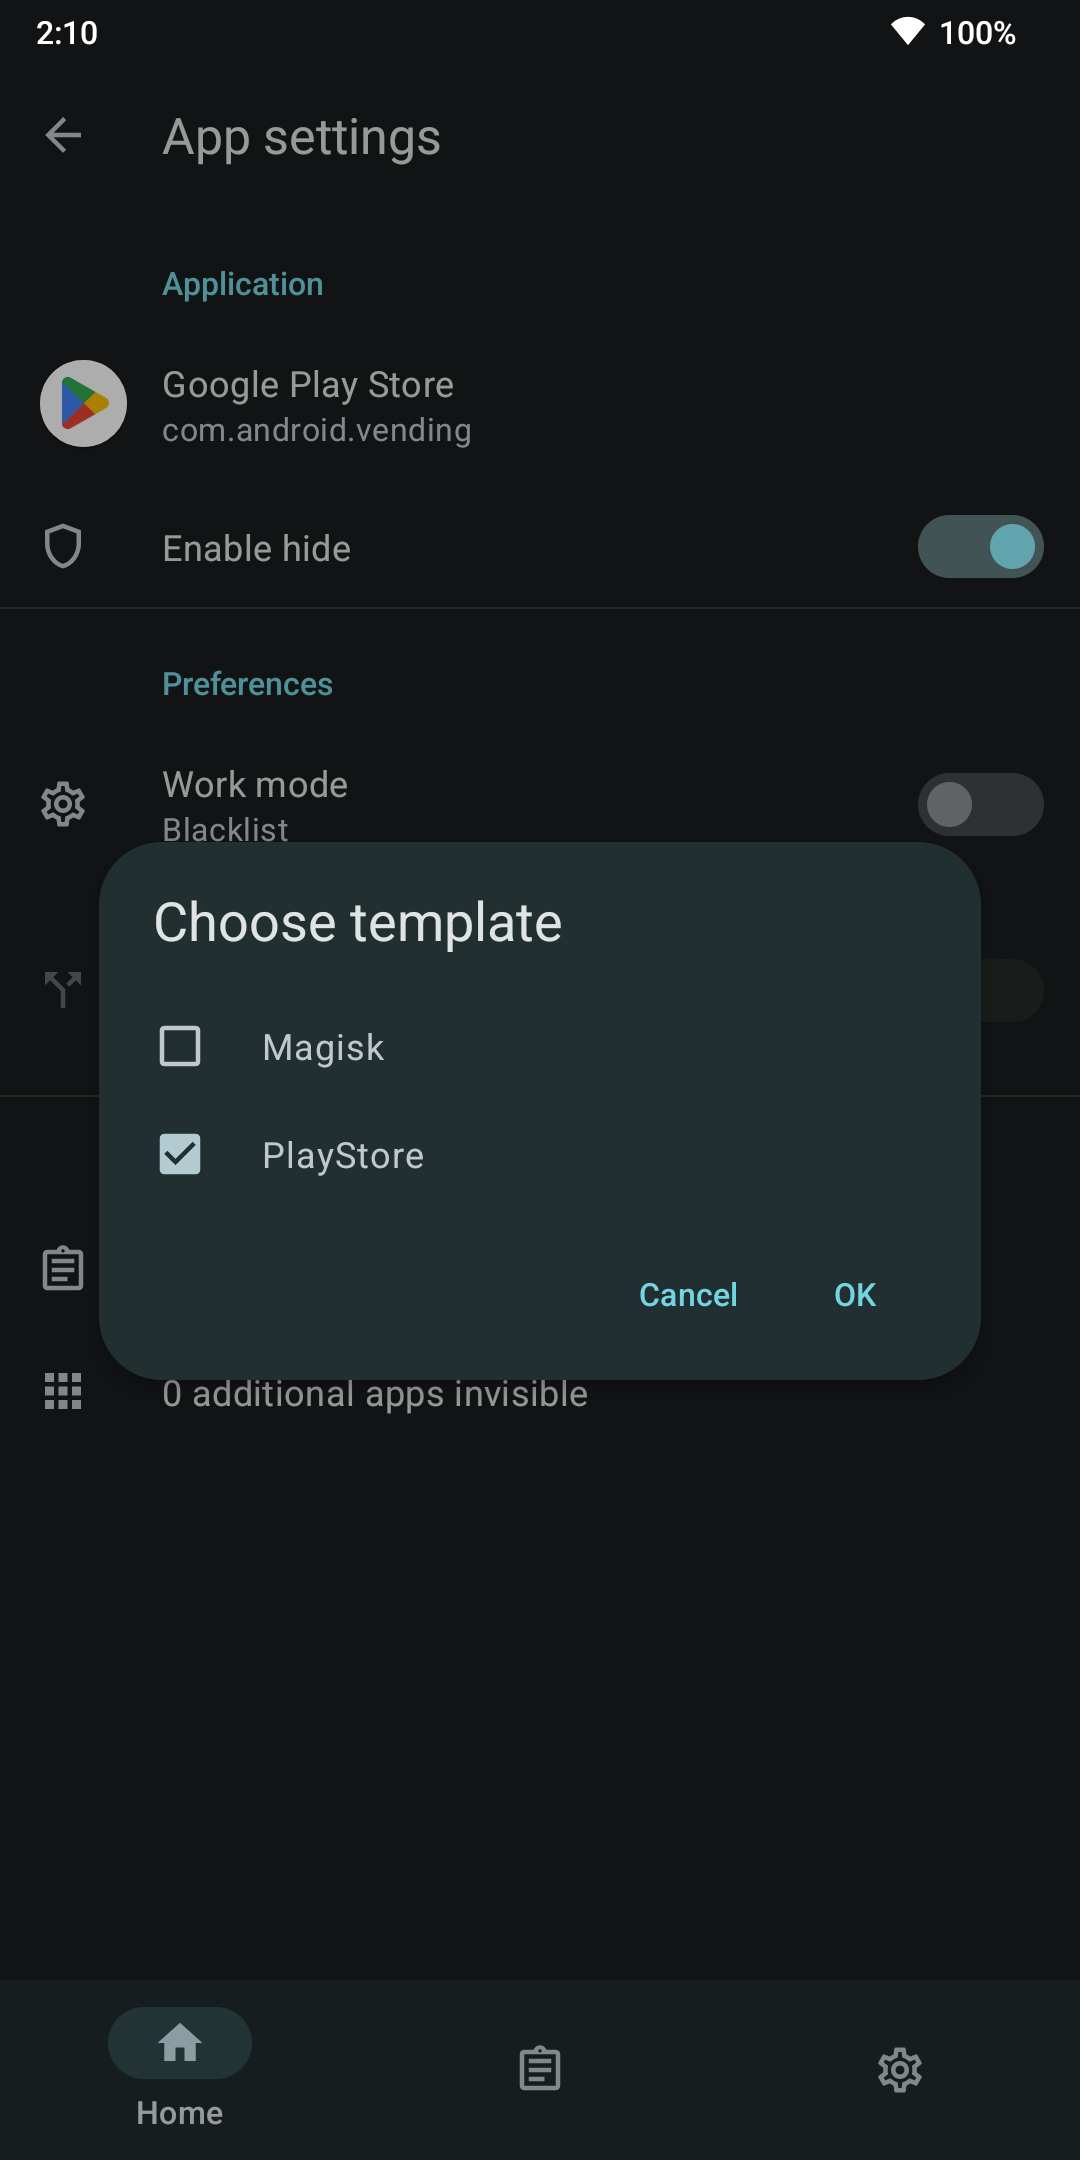 2:10
100%
App settings
Application
Google Play Store
com.android.vending
Enable hide
Preferences
Work mode
Blacklist
Choose template
Magisk
PlayStore
Cancel
OK
0 additional apps invisible
Home